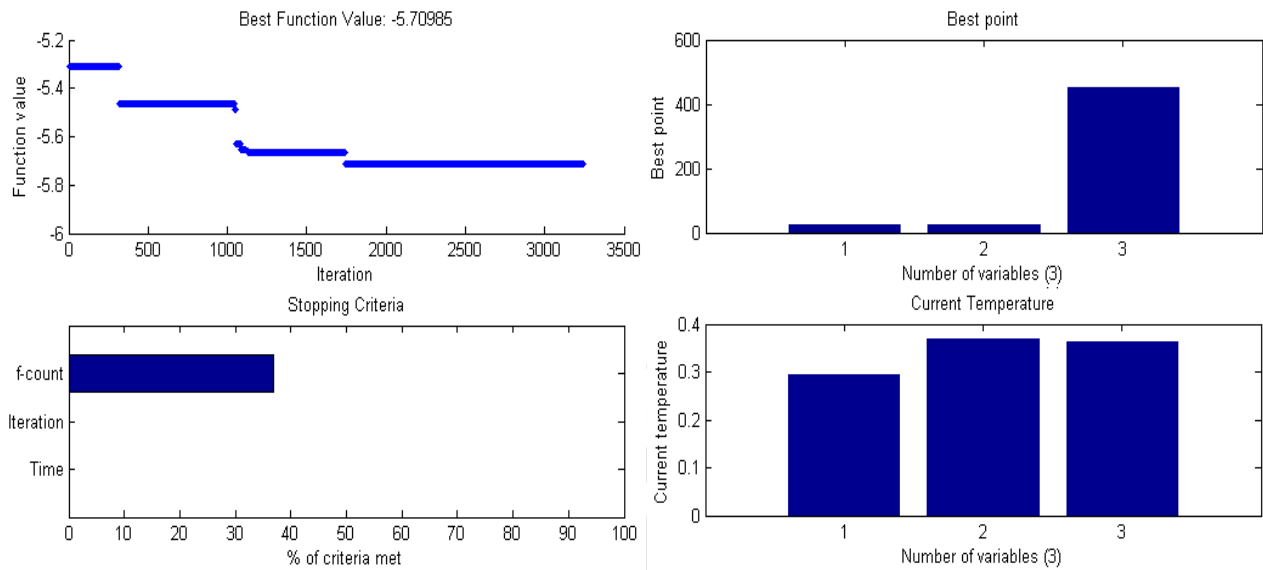 Best Function Value: -5.70985
-5.2
-5.4
-5.6
-5.8
-6
Function value
0 500 1000 1500 2000 2500 3000 3500
Iteration
Best point
600
400
200
0
Best point
1 2 3
Number of variables (3)
Stopping Criteria
f-count
Iteration
Time
0 10 20 30 40 50 60 70 80 90 100
% of criteria met
Current Temperature
0.4
0.3
0.2
0.1
0
Current temperature
1 2 3
Number of variables (3)